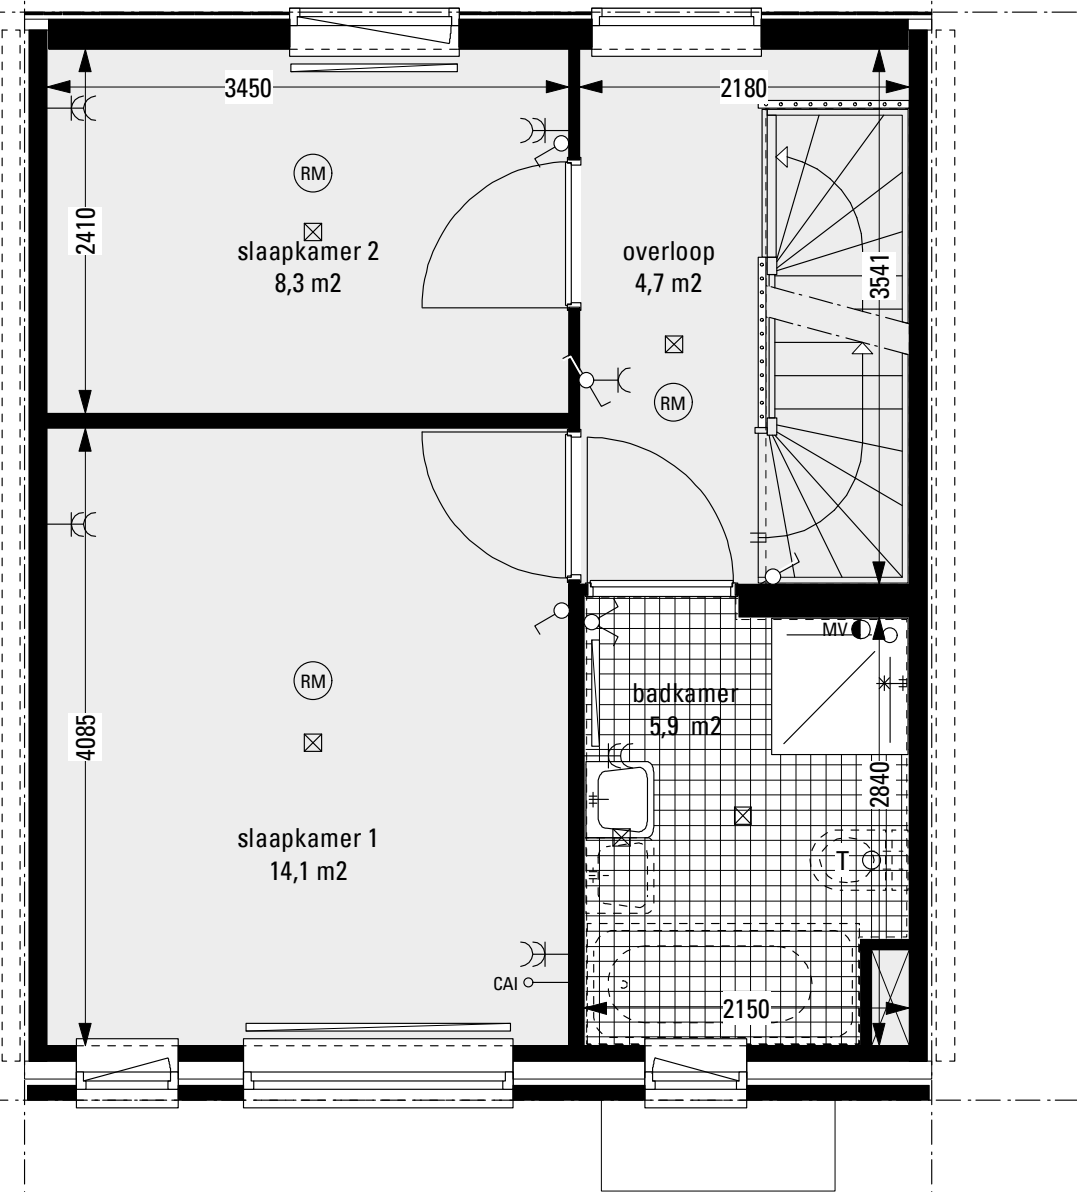 3450
2180
RM
2410
slaapkamer 2
8,3 m2
overloop
4,7 m2
3541
RM
RM
4085
slaapkamer 1
14,1 m2
CAI
MV
badkamer
5,9 m2
2840
T
2150